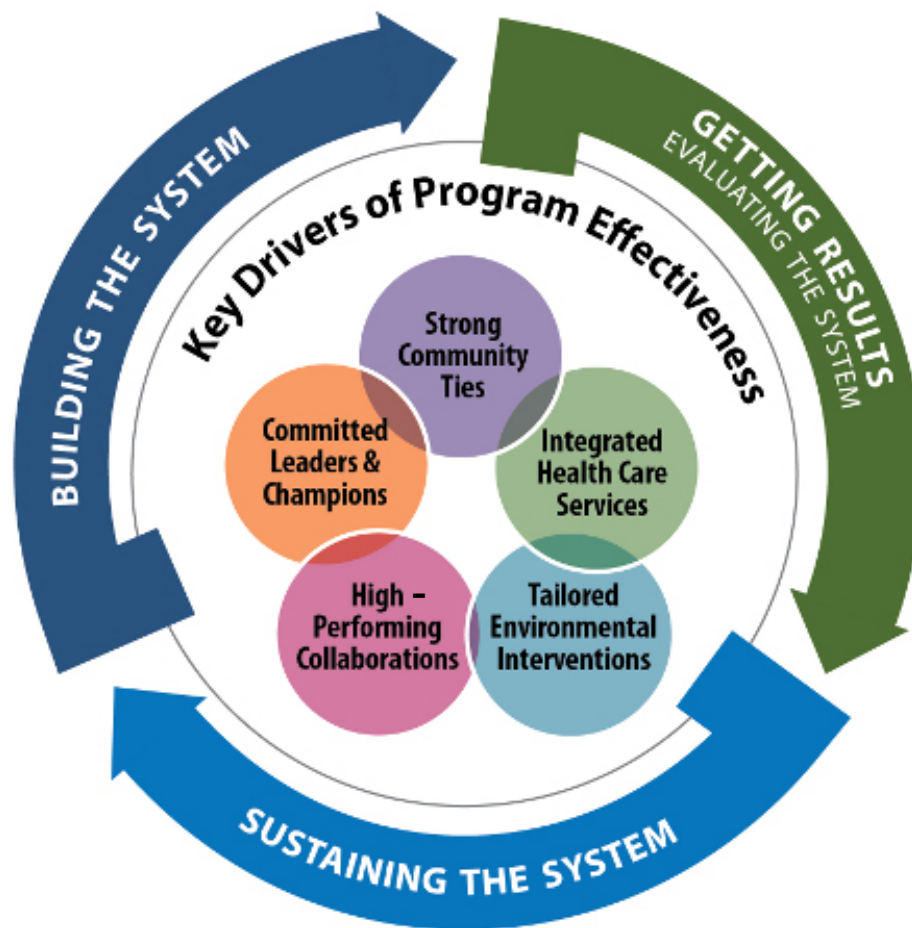 BUILDING THE SYSTEM
GETTING RESULTS
EVALUATING THE SYSTEM
Key Drivers of Program Effectiveness
Strong
Community
Ties
Committed
Leaders &
Champions
Integrated
Health Care
Services
High –
Performing
Collaborations
Tailored
Environmental
Interventions
SUSTAINING THE SYSTEM